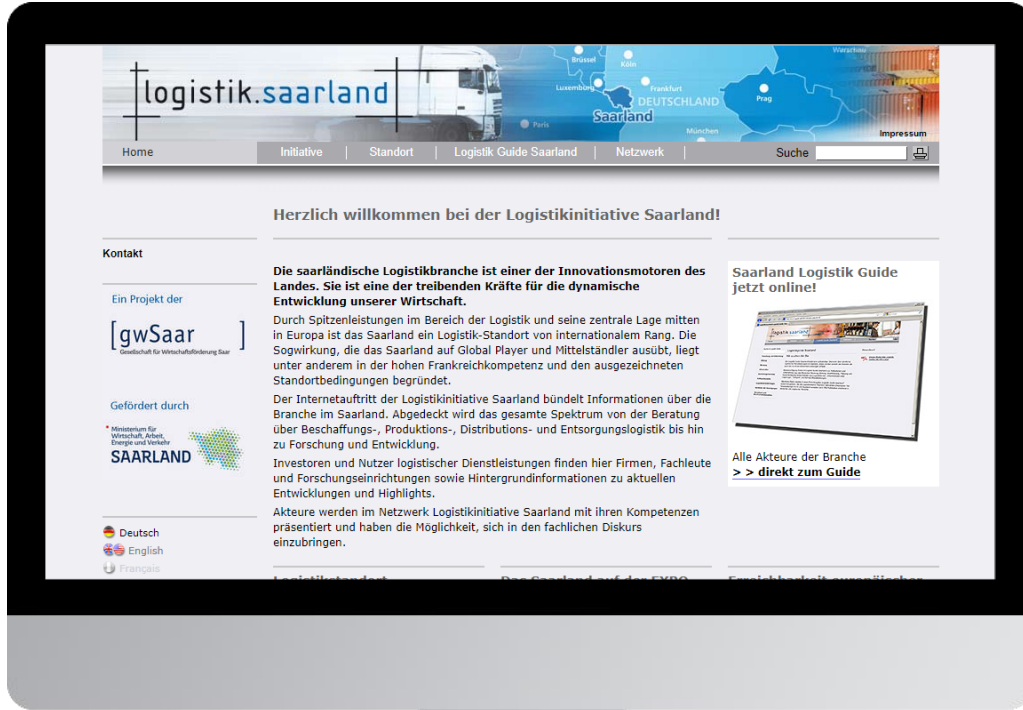 logistik.saarland
Brüssel
Köln
Warschau
Luxemburg
Frankfurt
DEUTSCHLAND
Prag
Saarland
Paris
München
Impressum
Home
Initiative | Standort | Logistik Guide Saarland | Netzwerk |
Suche
Herzlich willkommen bei der Logistikinitiative Saarland!
Kontakt
Ein Projekt der
[gwSaar ]
Gesellschaft für Wirtschaftsförderung Saar
Gefördert durch
Ministerium für
Wirtschaft, Arbeit,
Energie und Verkehr
SAARLAND
Deutsch
English
Français
Die saarländische Logistikbranche ist einer der Innovationsmotoren des
Landes. Sie ist eine der treibenden Kräfte für die dynamische
Entwicklung unserer Wirtschaft.
Durch Spitzenleistungen im Bereich der Logistik und seine zentrale Lage mitten
in Europa ist das Saarland ein Logistik-Standort von internationalem Rang. Die
Sogwirkung, die das Saarland auf Global Player und Mittelständler ausübt, liegt
unter anderem in der hohen Frankreichkompetenz und den ausgezeichneten
Standortbedingungen begründet.
Der Internetauftritt der Logistikinitiative Saarland bündelt Informationen über die
Branche im Saarland. Abgedeckt wird das gesamte Spektrum von der Beratung
über Beschaffungs-, Produktions-, Distributions- und Entsorgungslogistik bis hin
zu Forschung und Entwicklung.
Investoren und Nutzer logistischer Dienstleistungen finden hier Firmen, Fachleute
und Forschungseinrichtungen sowie Hintergrundinformationen zu aktuellen
Entwicklungen und Highlights.
Akteure werden im Netzwerk Logistikinitiative Saarland mit ihren Kompetenzen
präsentiert und haben die Möglichkeit, sich in den fachlichen Diskurs
einzubringen.
Saarland Logistik Guide
jetzt online!
Alle Akteure der Branche
> > direkt zum Guide
Logistikstandort
Das Saarland auf der EXPO
Erreichbarkeit europäischer